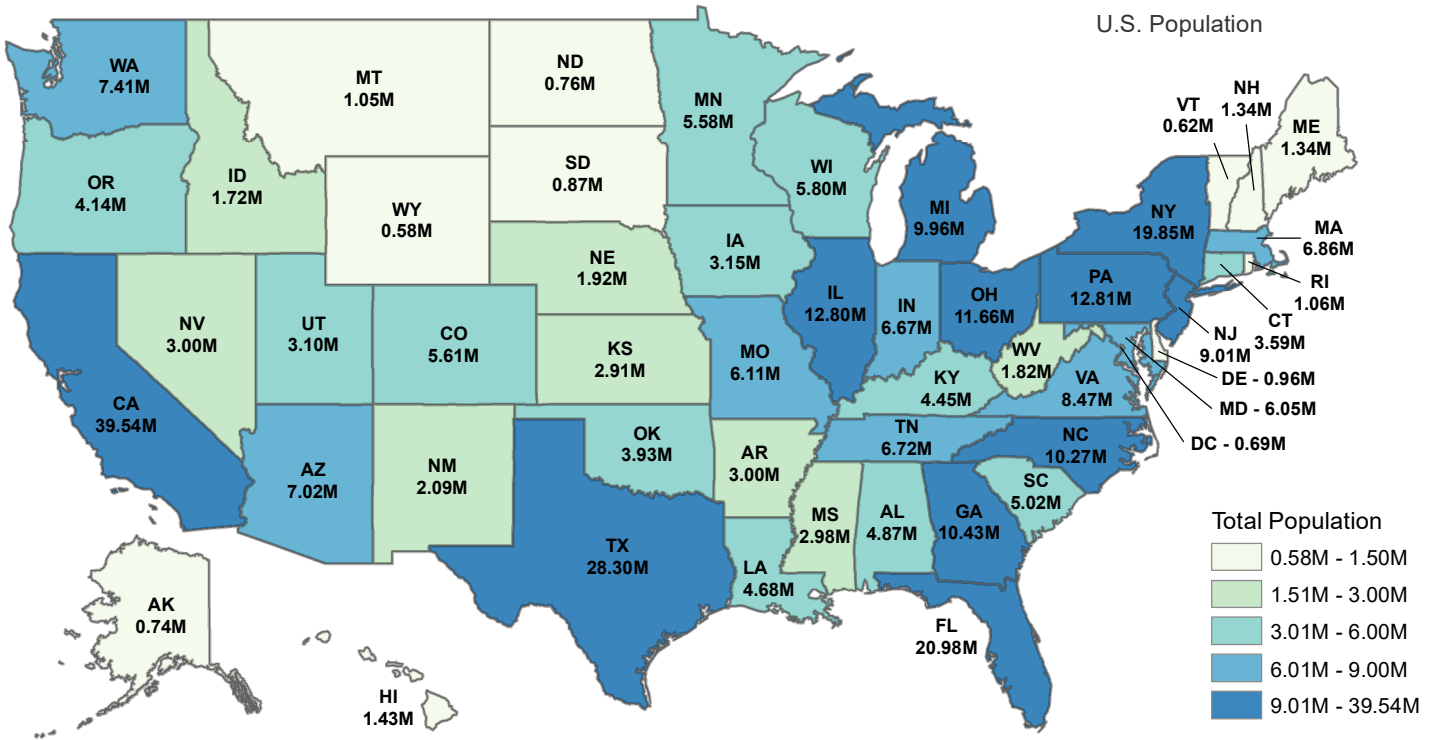 U.S. Population
WA
7.41M
MT
1.05M
ND
0.76M
MN
5.58M
VT
0.62M
NH
1.34M
ME
1.34M
OR
4.14M
ID
1.72M
WY
0.58M
SD
0.87M
WI
5.80M
MI
9.96M
NY
19.85M
MA
6.86M
RI
1.06M
CT
3.59M
NJ
9.01M
DE - 0.96M
MD - 6.05M
DC - 0.69M
NV
3.00M
UT
3.10M
CO
5.61M
NE
1.92M
IA
3.15M
IL
12.80M
IN
6.67M
OH
11.66M
PA
12.81M
CA
39.54M
KS
2.91M
MO
6.11M
KY
4.45M
WV
1.82M
VA
8.47M
AZ
7.02M
NM
2.09M
OK
3.93M
AR
3.00M
TN
6.72M
NC
10.27M
SC
5.02M
TX
28.30M
LA
4.68M
MS
2.98M
AL
4.87M
GA
10.43M
FL
20.98M
AK
0.74M
HI
1.43M
Total Population
0.58M - 1.50M
1.51M - 3.00M
3.01M - 6.00M
6.01M - 9.00M
9.01M - 39.54M